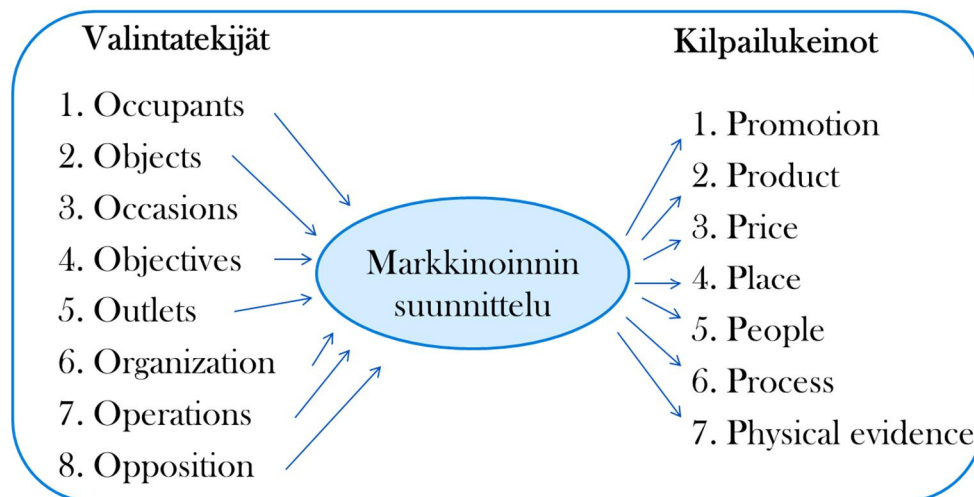 Valintatekijät
1. Occupants
2. Objects
3. Occasions
4. Objectives
5. Outlets
6. Organization
7. Operations
8. Opposition
Markkinoinnin
suunnittelu
Kilpailukeinot
1. Promotion
2. Product
3. Price
4. Place
5. People
6. Process
7. Physical evidence